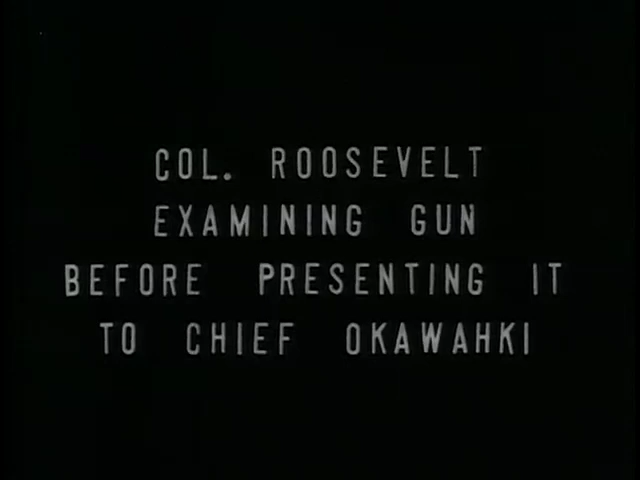 COL. ROOSEVELT
EXAMINING GUN
BEFORE PRESENTING IT
TO CHIEF OKAWAHKI